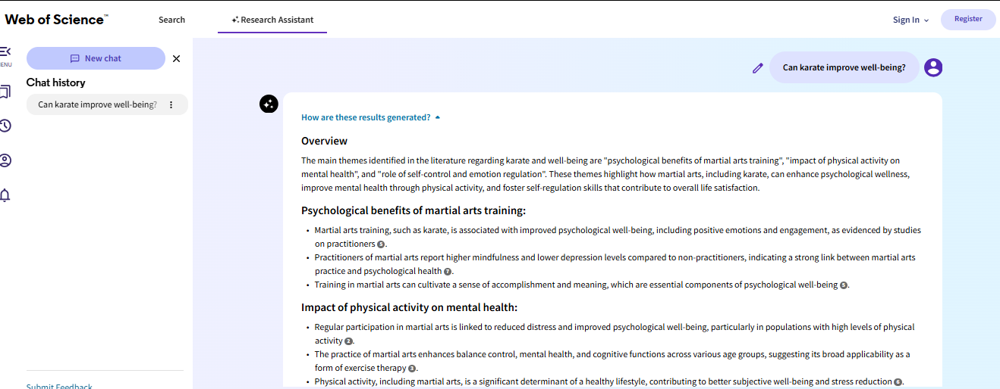 Web of Science™
Search
Research Assistant
Sign In
Register
MENU
New chat
Chat history
Can karate improve well-being?
Can karate improve well-being?
How are these results generated?
Overview
The main themes identified in the literature regarding karate and well-being are "psychological benefits of martial arts training", "impact of physical activity on
mental health", and "role of self-control and emotion regulation". These themes highlight how martial arts, including karate, can enhance psychological wellness,
improve mental health through physical activity, and foster self-regulation skills that contribute to overall life satisfaction.
Psychological benefits of martial arts training:
• Martial arts training, such as karate, is associated with improved psychological well-being, including positive emotions and engagement, as evidenced by studies
on practitioners 5.
• Practitioners of martial arts report higher mindfulness and lower depression levels compared to non-practitioners, indicating a strong link between martial arts
practice and psychological health 7.
• Training in martial arts can cultivate a sense of accomplishment and meaning, which are essential components of psychological well-being 5.
Impact of physical activity on mental health:
• Regular participation in martial arts is linked to reduced distress and improved psychological well-being, particularly in populations with high levels of physical
activity 2.
• The practice of martial arts enhances balance control, mental health, and cognitive functions across various age groups, suggesting its broad applicability as a
form of exercise therapy 3.
• Physical activity, including martial arts, is a significant determinant of a healthy lifestyle, contributing to better subjective well-being and stress reduction 6.
Submit Feedback